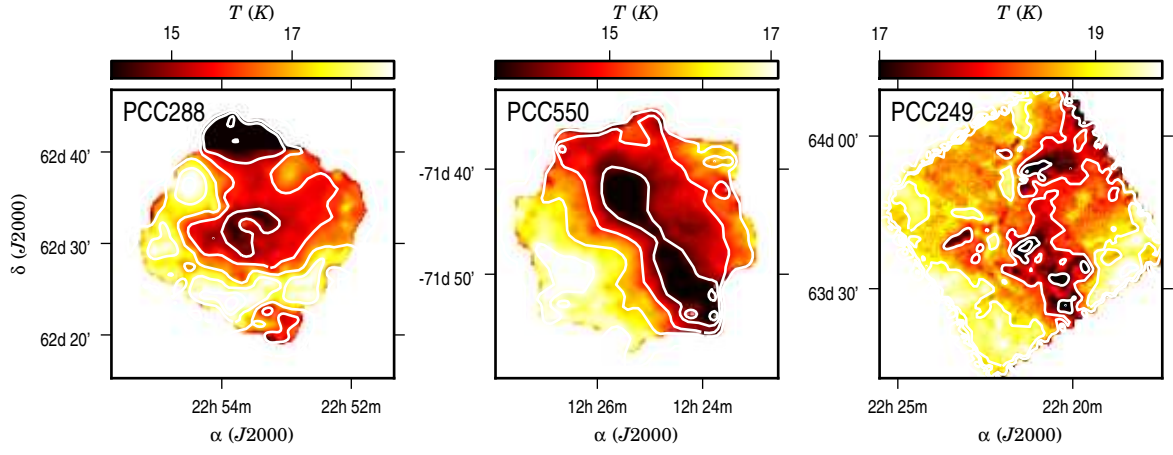 T (K)
15 17
PCC288
62d 40'
62d 30'
62d 20'
δ (J2000)
22h 54m 22h 52m
α (J2000)
T (K)
15 17
PCC550
-71d 40'
-71d 50'
12h 26m 12h 24m
α (J2000)
T (K)
17 19
PCC249
64d 00'
63d 30'
22h 25m 22h 20m
α (J2000)